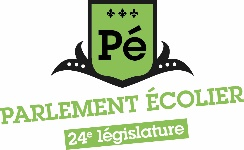 Pé
PARLEMENT ÉCOLIER
24e législature